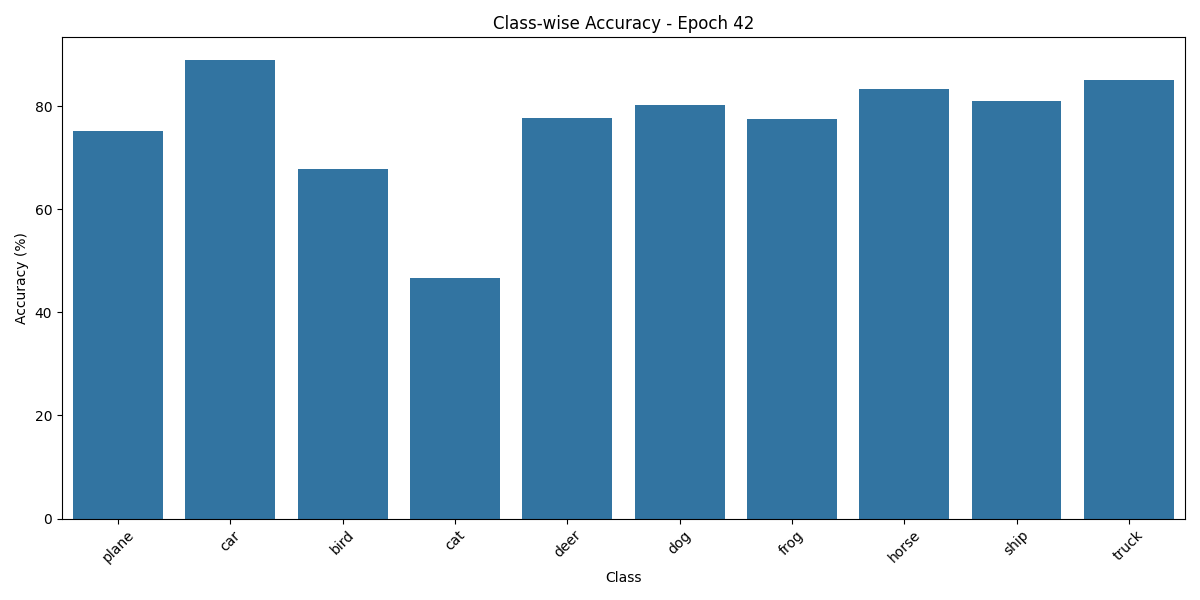 Class-wise Accuracy - Epoch 42
Accuracy (%)
80
60
40
20
0
plane
car
bird
cat
deer
dog
frog
horse
ship
truck
Class